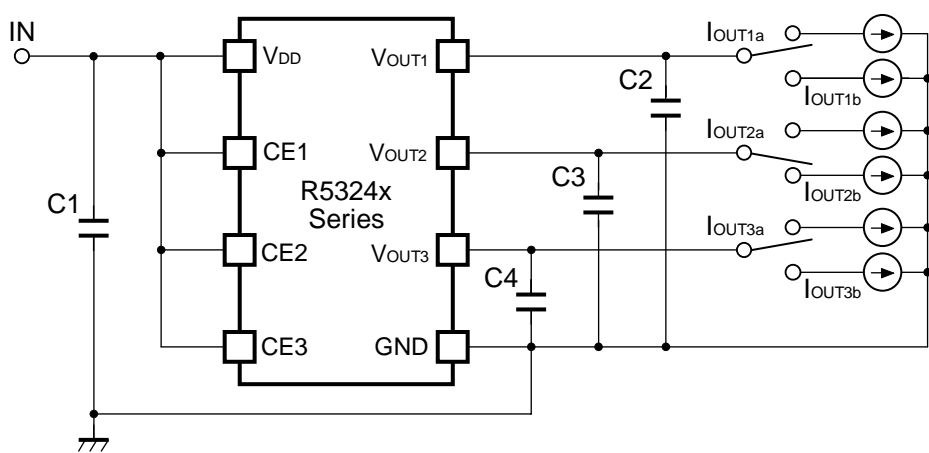 IN
VDD
VOUT1
C2
IOUT1a
IOUT1b
CE1
VOUT2
IOUT2a
IOUT2b
C1
R5324x
Series
C3
CE2
VOUT3
C4
IOUT3a
IOUT3b
CE3
GND